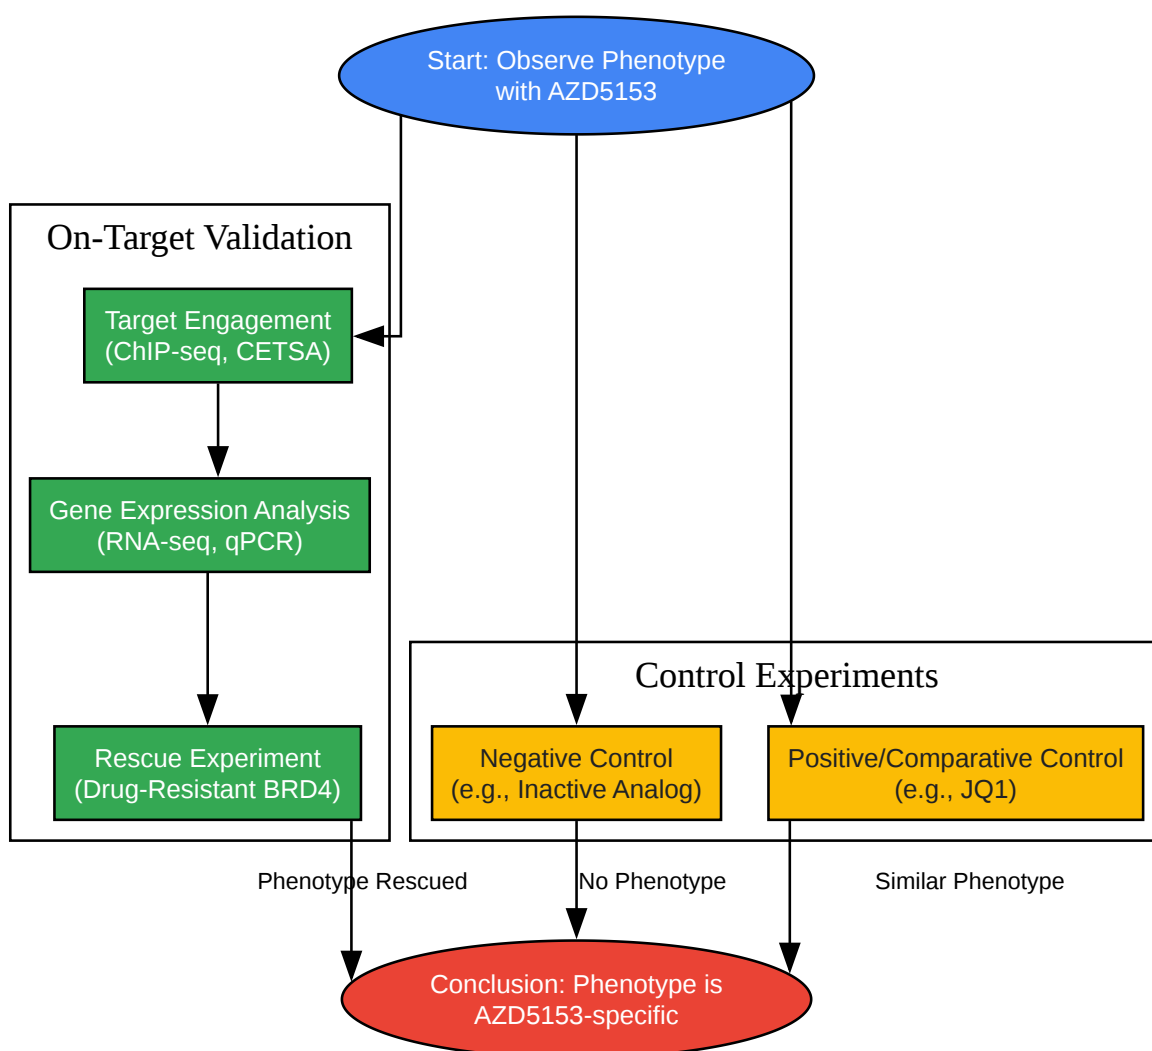 Start: Observe Phenotype
with AZD5153
On-Target Validation
Target Engagement
(ChIP-seq, CETSA)
Gene Expression Analysis
(RNA-seq, qPCR)
Rescue Experiment
(Drug-Resistant BRD4)
Control Experiments
Negative Control
(e.g., Inactive Analog)
Positive/Comparative Control
(e.g., JQ1)
Phenotype Rescued
No Phenotype
Similar Phenotype
Conclusion: Phenotype is
AZD5153-specific